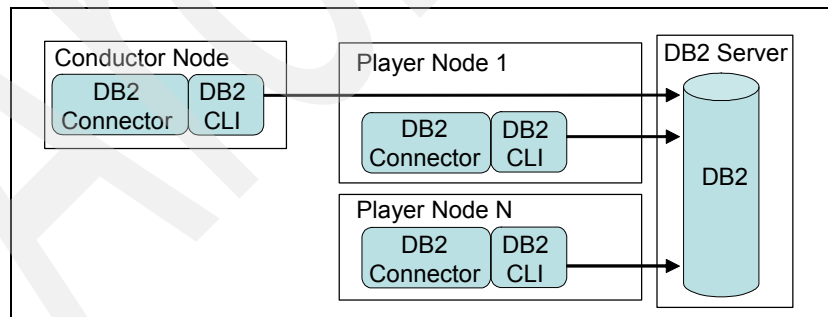 Conductor Node
DB2
Connector
DB2
CLI
Player Node 1
DB2
Connector
DB2
CLI
Player Node N
DB2
Connector
DB2
CLI
DB2 Server
DB2